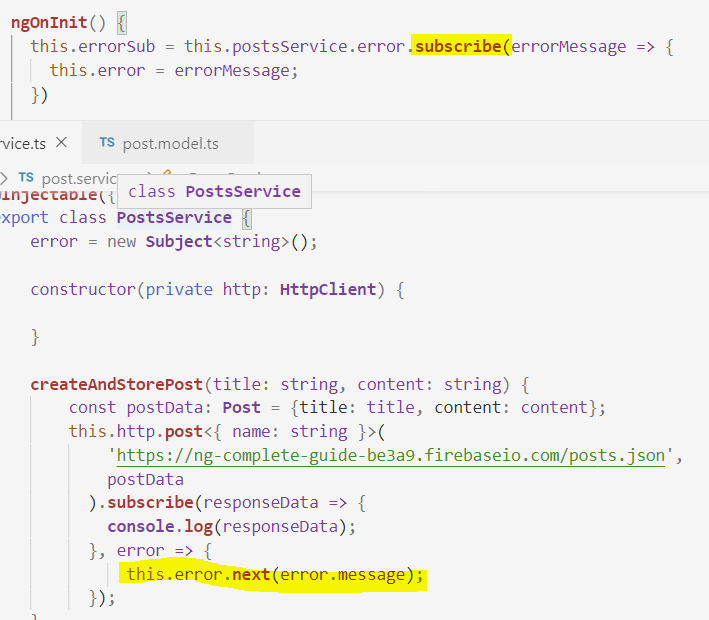 ngOnInit() {
this.errorSub = this.postsService.error.subscribe(errorMessage => {
this.error = errorMessage;
})
rvice.ts × TS post.model.ts
> TS post.servic
class PostsService
Injectable({
export class PostsService {
error = new Subject<string>();
constructor(private http: HttpClient) {
}
createAndStorePost(title: string, content: string) {
const postData: Post = {title: title, content: content};
this.http.post<{ name: string }>(
'https://ng-complete-guide-be3a9.firebaseio.com/posts.json',
postData
).subscribe(responseData => {
console.log(responseData);
}, error => {
this.error.next(error.message);
});